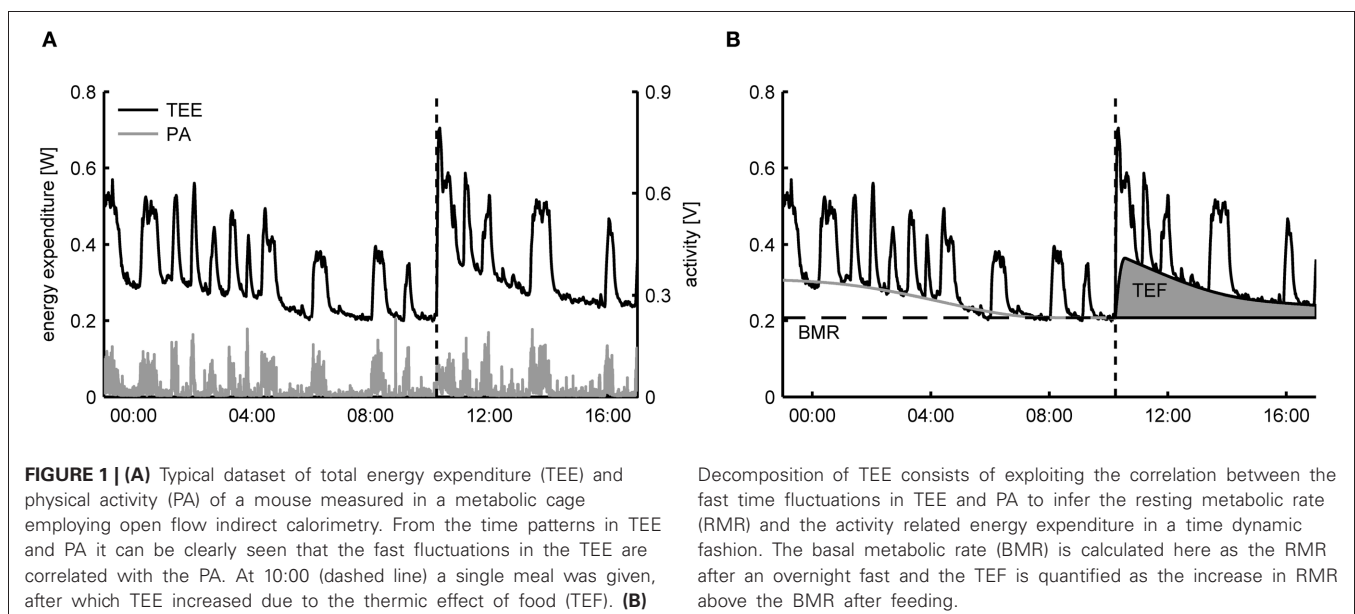 A
B
0.8
0.6
0.4
0.2
0
energy expenditure [W]
TEE
PA
0.9
0.6
0.3
0
activity [V]
00:00 04:00 08:00 12:00 16:00
0.8
0.6
0.4
0.2
0
TEF
BMR
00:00 04:00 08:00 12:00 16:00
FIGURE 1 | (A) Typical dataset of total energy expenditure (TEE) and
physical activity (PA) of a mouse measured in a metabolic cage
employing open flow indirect calorimetry. From the time patterns in TEE
and PA it can be clearly seen that the fast fluctuations in the TEE are
correlated with the PA. At 10:00 (dashed line) a single meal was given,
after which TEE increased due to the thermic effect of food (TEF). (B)
Decomposition of TEE consists of exploiting the correlation between the
fast time fluctuations in TEE and PA to infer the resting metabolic rate
(RMR) and the activity related energy expenditure in a time dynamic
fashion. The basal metabolic rate (BMR) is calculated here as the RMR
after an overnight fast and the TEF is quantified as the increase in RMR
above the BMR after feeding.